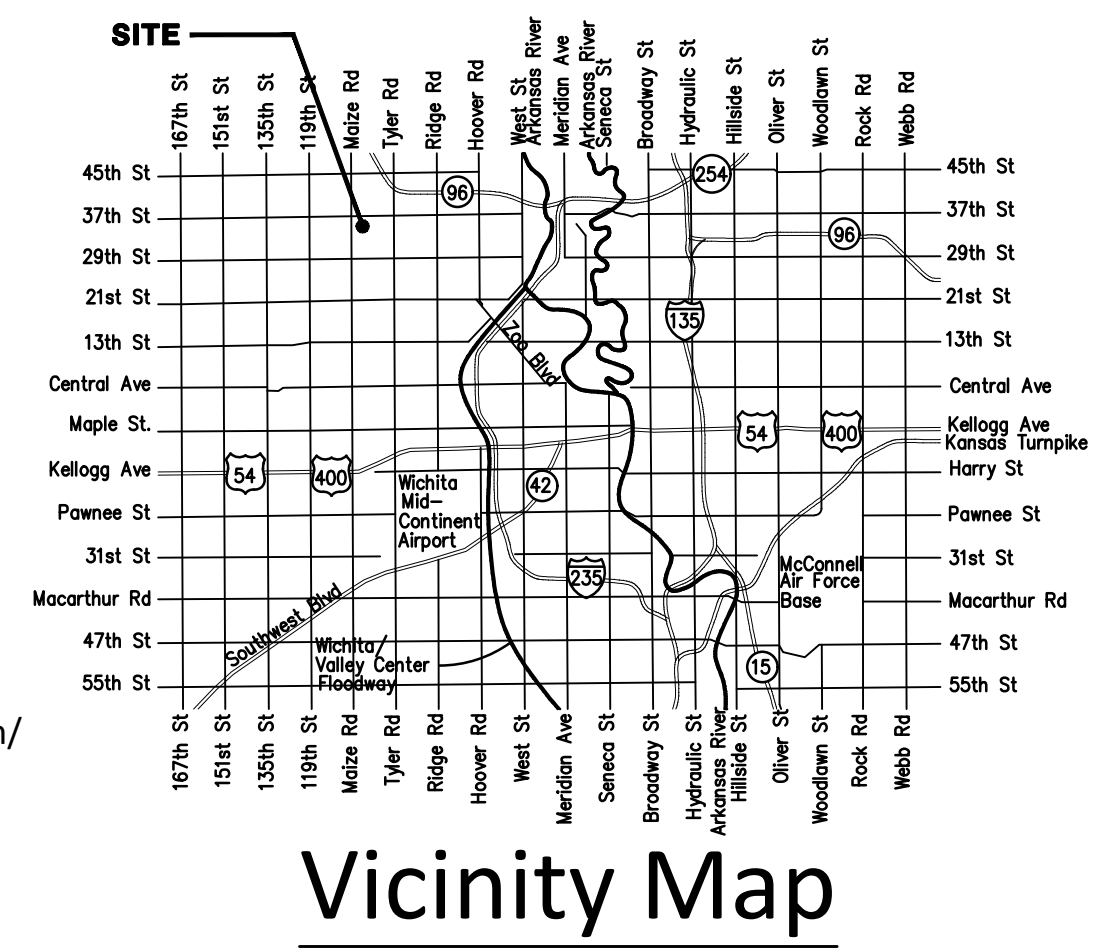 SITE
167th St
151st St
135th St
119th St
Maize Rd
Tyler Rd
Ridge Rd
Hoover Rd
West St
Arkansas River
Meridian Ave
Arkansas River
Seneca St
Broadway St
Hydraulic St
Hillside St
Oliver St
Woodlawn St
Rock Rd
Webb Rd
45th St
37th St
29th St
21st St
13th St
Central Ave
Maple St.
Kellogg Ave
Pawnee St
31st St
Macarthur Rd
47th St
55th St
96
254
96
135
Zoo Blvd
54
400
54
400
42
Wichita
Mid-
Continent
Airport
235
McConnell
Air Force
Base
Southwest Blvd
Wichita/
Valley Center
Floodway
15
45th St
37th St
29th St
21st St
13th St
Central Ave
Kellogg Ave
Kansas Turnpike
Harry St
Pawnee St
31st St
Macarthur Rd
47th St
55th St
n/
167th St
151st St
135th St
119th St
Maize Rd
Tyler Rd
Ridge Rd
Hoover Rd
West St
Meridian Ave
Seneca St
Broadway St
Hydraulic St
Arkansas River
Hillside St
Oliver St
Woodlawn St
Rock Rd
Webb Rd
Vicinity Map